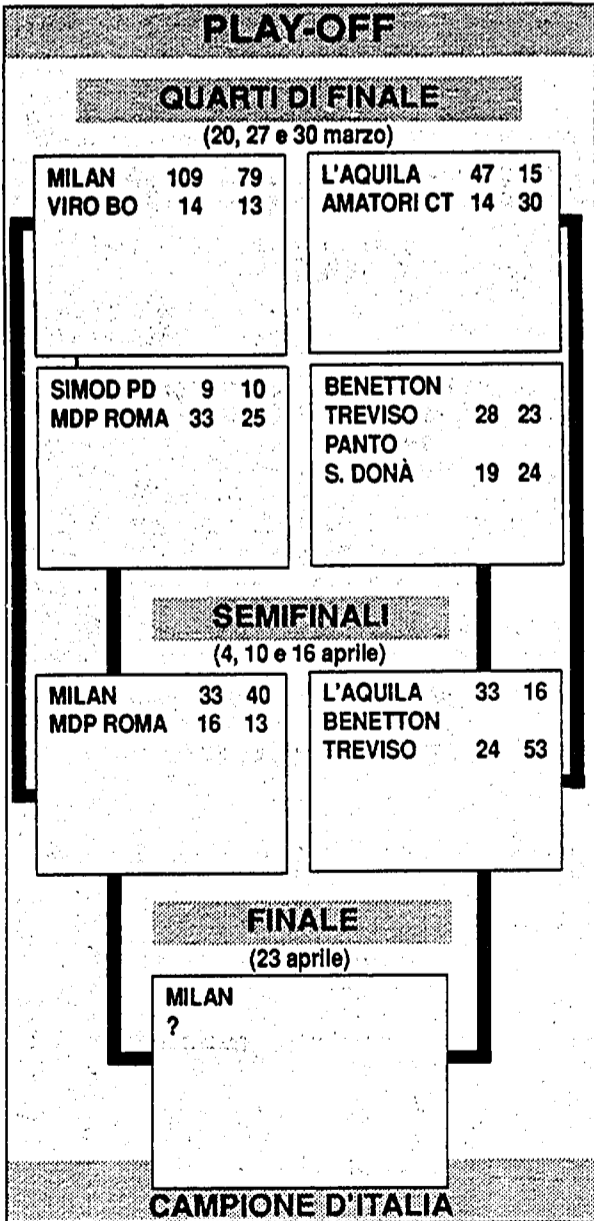 PLAY-OFF
QUARTI DI FINALE
(20, 27 e 30 marzo)
MILAN 109 79
VIRO BO 14 13
L'AQUILA 47 15
AMATORI CT 14 30
SIMOD PD 9 10
MDP ROMA 33 25
BENETTON
TREVISO 28 23
PANTO
S. DONÀ 19 24
SEMIFINALI
(4, 10 e 16 aprile)
MILAN 33 40
MDP ROMA 16 13
L'AQUILA 33 16
BENETTON
TREVISO 24 53
FINALE
(23 aprile)
MILAN
?
CAMPIONE D'ITALIA